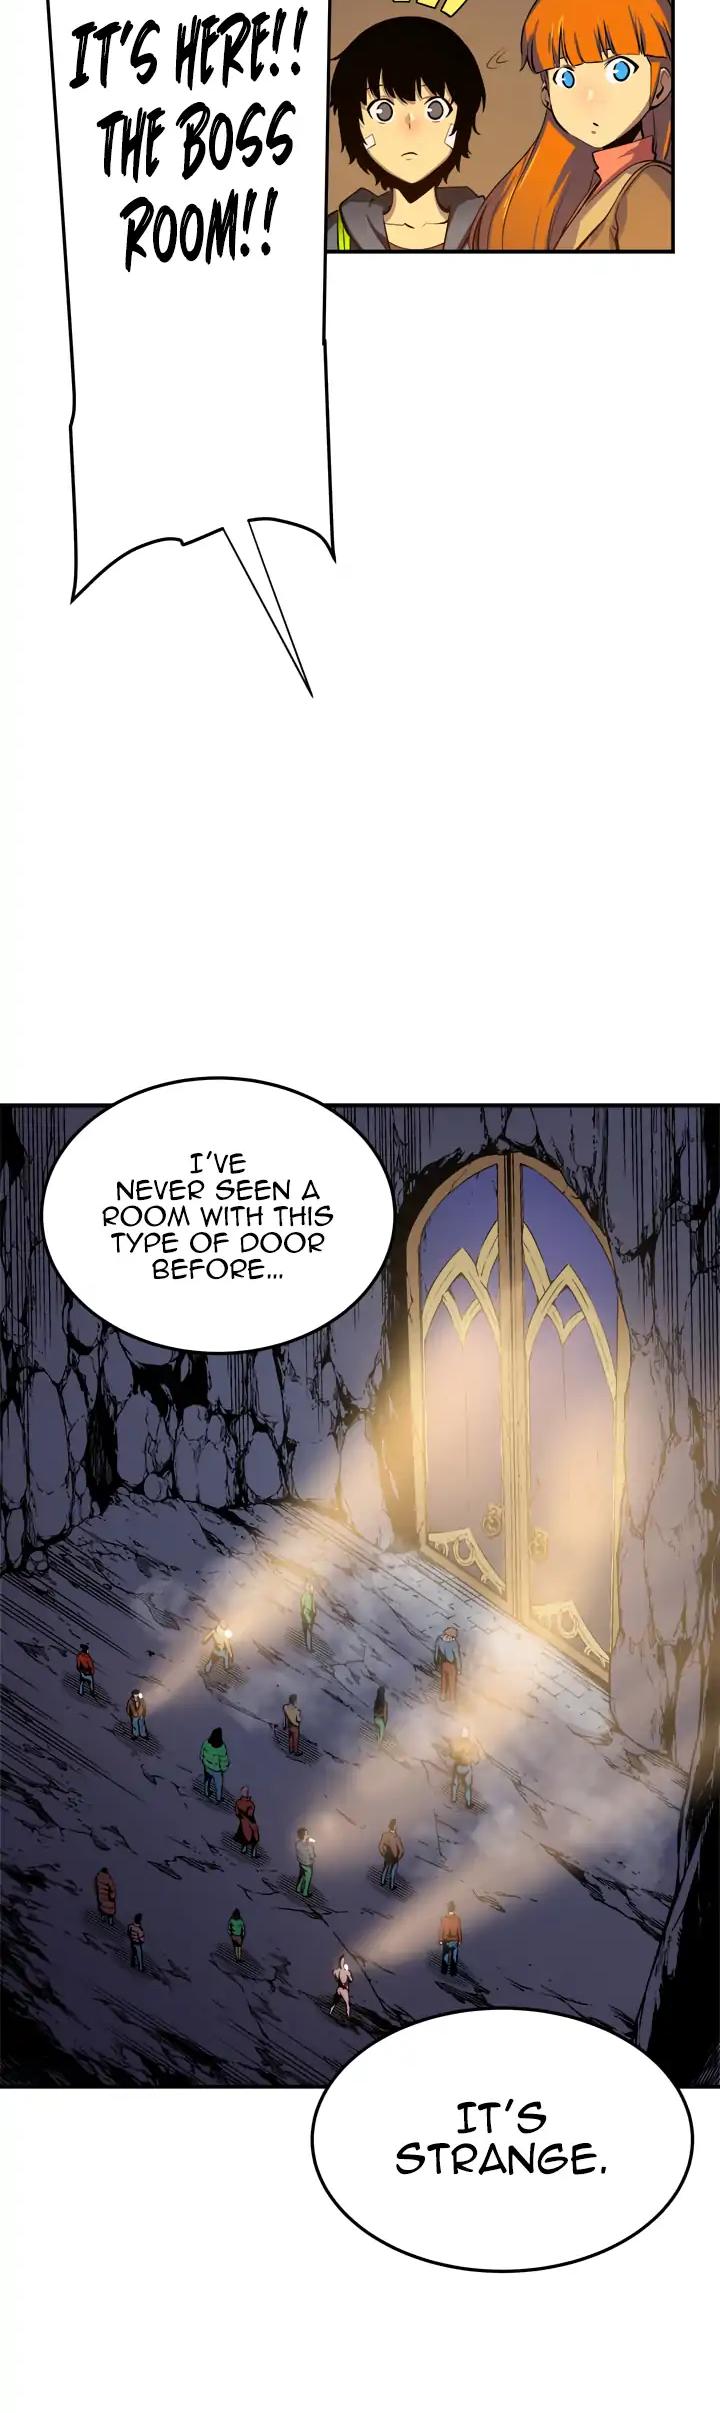 IT'S HERE!!
THE BOSS
ROOM!!
I'VE
NEVER SEEN A
ROOM WITH THIS
TYPE OF DOOR
BEFORE...
IT'S
STRANGE.